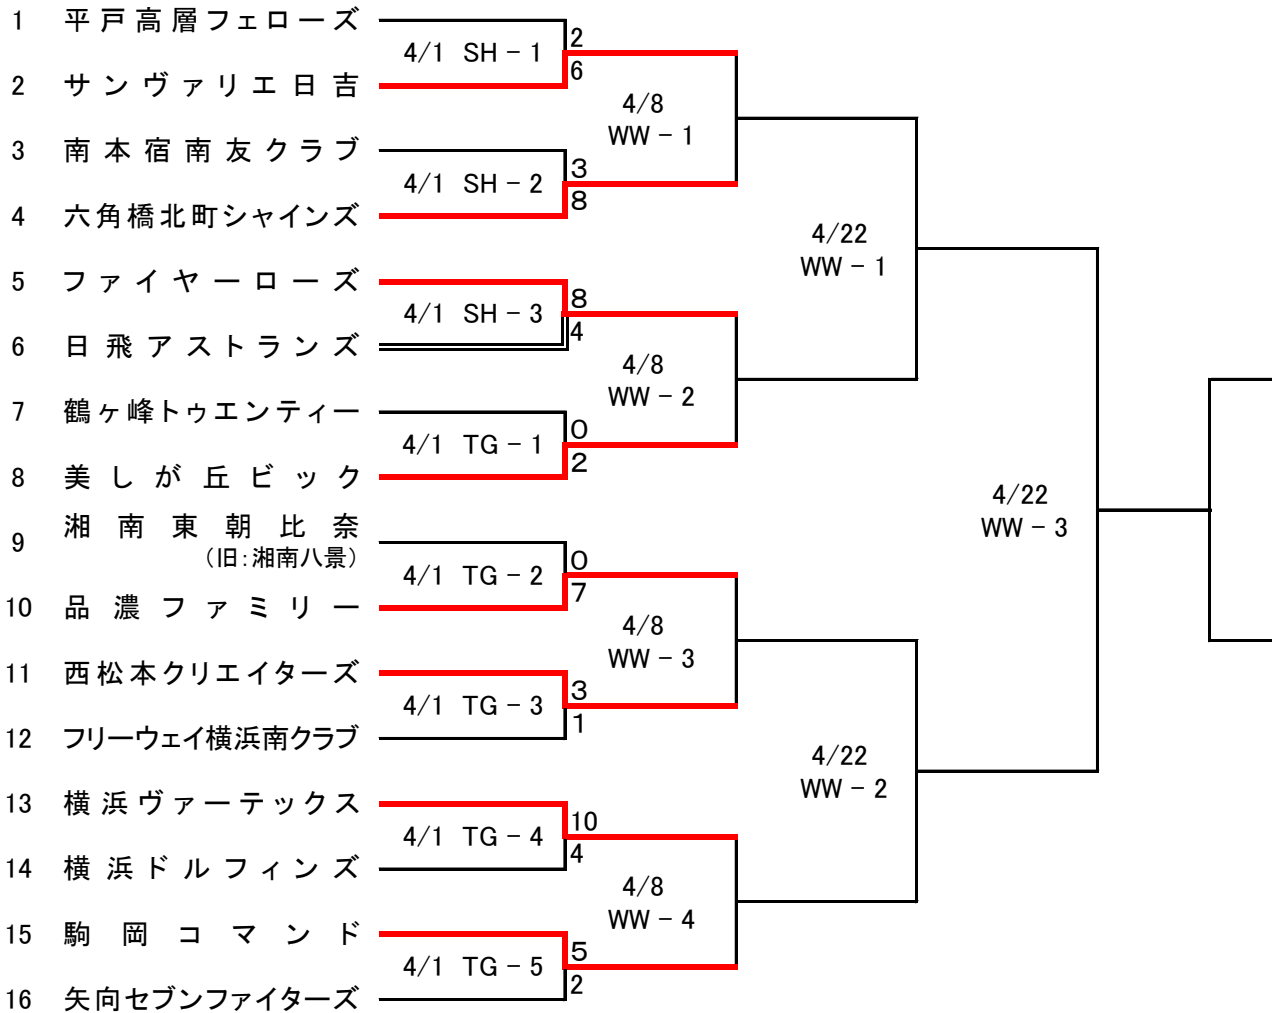 1 平戸高層フェローズ
2
4/1 SH－1
6
2 サンヴァリエ日吉
4/8
WW－1
3 南本宿南友クラブ
3
4/1 SH－2
8
4 六角橋北町シャインズ
4/22
WW－1
5 ファイヤーローズ
8
4/1 SH－3
4
6 日飛アストランズ
4/8
WW－2
7 鶴ヶ峰トゥエンティー
0
4/1 TG－1
2
8 美しが丘ビック
4/22
WW－3
9 湘南東朝比奈
（旧：湘南八景）
0
4/1 TG－2
7
10 品濃ファミリー
4/8
WW－3
11 西松本クリエイターズ
3
4/1 TG－3
1
12 フリーウェイ横浜南クラブ
4/22
WW－2
13 横浜ヴァーテックス
10
4/1 TG－4
4
14 横浜ドルフィンズ
4/8
WW－4
15 駒岡コマンド
5
4/1 TG－5
2
16 矢向セブンファイターズ